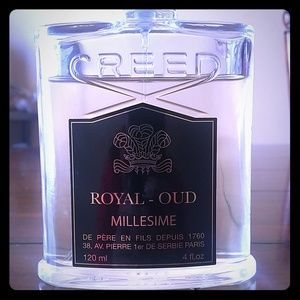 CREED
ROYAL - OUD
MILLESIME
DE PÈRE EN FILS DEPUIS 1760
38, AV. PIERRE 1er DE SERBIE PARIS
120 ml 4 fl.oz